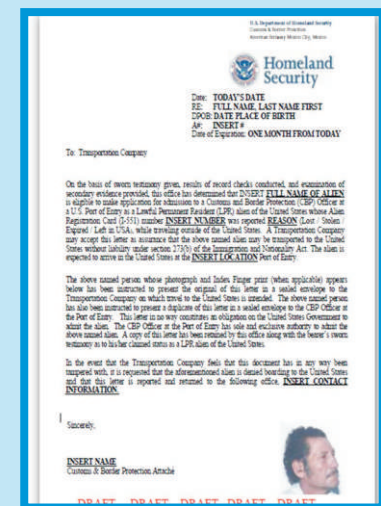 U.S. Department of Homeland Security
Customs & Border Protection
American Embassy Mexico City, Mexico
Homeland
Security
Date: TODAY'S DATE
RE: FULL NAME, LAST NAME FIRST
DPOB: DATE PLACE OF BIRTH
A#: INSERT #
Date of Expiration: ONE MONTH FROM TODAY
To: Transportation Company
On the basis of sworn testimony given, results of record checks conducted, and examination of
secondary evidence provided, this office has determined that INSERT FULL NAME OF ALIEN
is eligible to make application for admission to a Customs and Border Protection (CBP) Officer at
a U.S. Port of Entry as a Lawful Permanent Resident (LPR) alien of the United States whose Alien
Registration Card (I-551) number INSERT NUMBER was reported REASON (Lost / Stolen /
Expired / Left in USA), while traveling outside of the United States. A Transportation Company
may accept this letter as assurance that the above named alien may be transported to the United
States without liability under section 273(b) of the Immigration and Nationality Act. The alien is
expected to arrive in the United States at the INSERT LOCATION Port of Entry.
The above named person whose photograph and Index Finger print (when applicable) appears
below has been instructed to present the original of this letter in a sealed envelope to the
Transportation Company on which travel to the United States is intended. The above named person
has also been instructed to present a duplicate of this letter in a sealed envelope to the CBP Officer at
the Port of Entry. This letter in no way constitutes an obligation on the United States Government to
admit the alien. The CBP Officer at the Port of Entry has sole and exclusive authority to admit the
above named alien. A copy of this letter has been retained by this office along with the bearer's sworn
testimony as to his/her claimed status as a LPR alien of the United States.
In the event that the Transportation Company feels that this document has in any way been
tampered with, it is requested that the aforementioned alien is denied boarding to the United States
and that this letter is reported and returned to the following office, INSERT CONTACT
INFORMATION.
Sincerely,
INSERT NAME
Customs & Border Protection Attaché
DRAFT DRAFT DRAFT DRAFT DRAFT